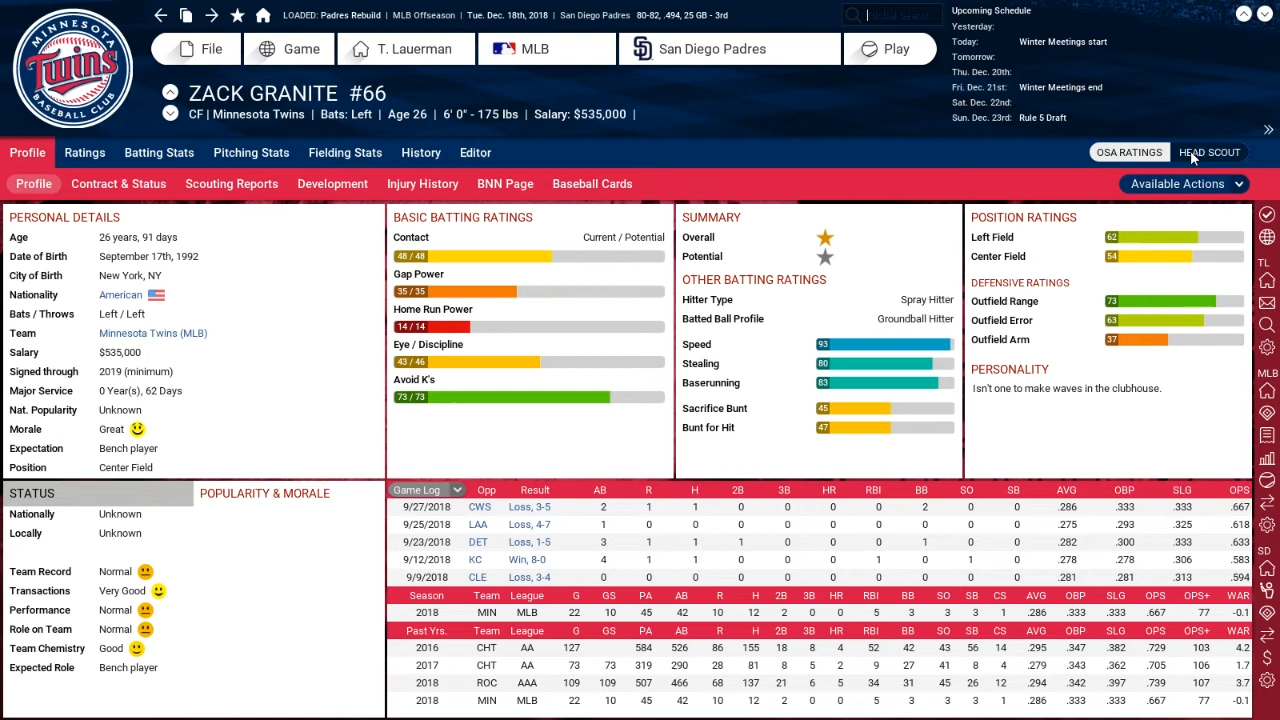 MINNESOTA
Twins
BASEBALL CLUB
LOADED: Padres Rebuild | MLB Offseason | Tue. Dec. 18th, 2018 | San Diego Padres 80-82, .494, 25 GB - 3rd
Global Search
File
Game
T. Lauerman
MLB
San Diego Padres
Play
Upcoming Schedule
Yesterday:
Today: Winter Meetings start
Tomorrow:
Thu. Dec. 20th:
Fri. Dec. 21st: Winter Meetings end
Sat. Dec. 22nd:
Sun. Dec. 23rd: Rule 5 Draft
ZACK GRANITE #66
CF | Minnesota Twins | Bats: Left | Age 26 | 6' 0" - 175 lbs | Salary: $535,000 |
Profile Ratings Batting Stats Pitching Stats Fielding Stats History Editor
OSA RATINGS HEAD SCOUT
Profile Contract & Status Scouting Reports Development Injury History BNN Page Baseball Cards
Available Actions
PERSONAL DETAILS
Age 26 years, 91 days
Date of Birth September 17th, 1992
City of Birth New York, NY
Nationality American
Bats / Throws Left / Left
Team Minnesota Twins (MLB)
Salary $535,000
Signed through 2019 (minimum)
Major Service 0 Year(s), 62 Days
Nat. Popularity Unknown
Morale Great
Expectation Bench player
Position Center Field
BASIC BATTING RATINGS
Contact Current / Potential
48 / 48
Gap Power
35 / 35
Home Run Power
14 / 14
Eye / Discipline
43 / 46
Avoid K's
73 / 73
SUMMARY
Overall
Potential
OTHER BATTING RATINGS
Hitter Type Spray Hitter
Batted Ball Profile Groundball Hitter
Speed 93
Stealing 80
Baserunning 83
Sacrifice Bunt 45
Bunt for Hit 47
POSITION RATINGS
Left Field 62
Center Field 54
DEFENSIVE RATINGS
Outfield Range 73
Outfield Error 63
Outfield Arm 37
PERSONALITY
Isn't one to make waves in the clubhouse.
TL
MLB
SD
STATUS POPULARITY & MORALE
Nationally Unknown
Locally Unknown
Team Record Normal
Transactions Very Good
Performance Normal
Role on Team Normal
Team Chemistry Good
Expected Role Bench player
Game Log Opp Result AB R H 2B 3B HR RBI BB SO SB AVG OBP SLG OPS
9/27/2018 CWS Loss, 3-5 2 1 1 0 0 0 0 2 0 0 .286 .333 .333 .667
9/25/2018 LAA Loss, 4-7 1 0 0 0 0 0 0 0 0 0 .275 .293 .325 .618
9/23/2018 DET Loss, 1-5 3 1 1 1 0 0 0 1 0 0 .282 .300 .333 .633
9/12/2018 KC Win, 8-0 4 1 1 0 0 0 1 0 1 0 .278 .278 .306 .583
9/9/2018 CLE Loss, 3-4 0 0 0 0 0 0 0 0 0 0 .281 .281 .313 .594
Season Team League G GS PA AB R H 2B 3B HR RBI BB SO SB CS AVG OBP SLG OPS OPS+ WAR
2018 MIN MLB 22 10 45 42 10 12 2 0 0 5 3 3 3 1 .286 .333 .333 .667 77 -0.1
Past Yrs. Team League G GS PA AB R H 2B 3B HR RBI BB SO SB CS AVG OBP SLG OPS OPS+ WAR
2016 CHT AA 127 584 526 86 155 18 8 4 52 42 43 56 14 .295 .347 .382 .729 103 4.2
2017 CHT AA 73 73 319 290 28 81 8 5 2 9 27 41 8 4 .279 .343 .362 .705 106 1.7
2018 ROC AAA 109 109 507 466 68 137 21 6 5 34 31 45 26 12 .294 .342 .397 .739 107 3.7
2018 MIN MLB 22 10 45 42 10 12 2 0 0 5 3 3 3 1 .286 .333 .333 .667 77 -0.1